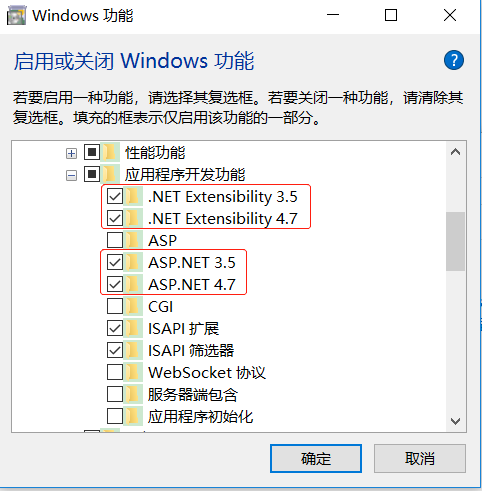 Windows 功能
启用或关闭 Windows 功能
若要启用一种功能，请选择其复选框。若要关闭一种功能，请清除其
复选框。填充的框表示仅启用该功能的一部分。
性能功能
应用程序开发功能
.NET Extensibility 3.5
.NET Extensibility 4.7
ASP
ASP.NET 3.5
ASP.NET 4.7
CGI
ISAPI 扩展
ISAPI 筛选器
WebSocket 协议
服务器端包含
应用程序初始化
确定
取消